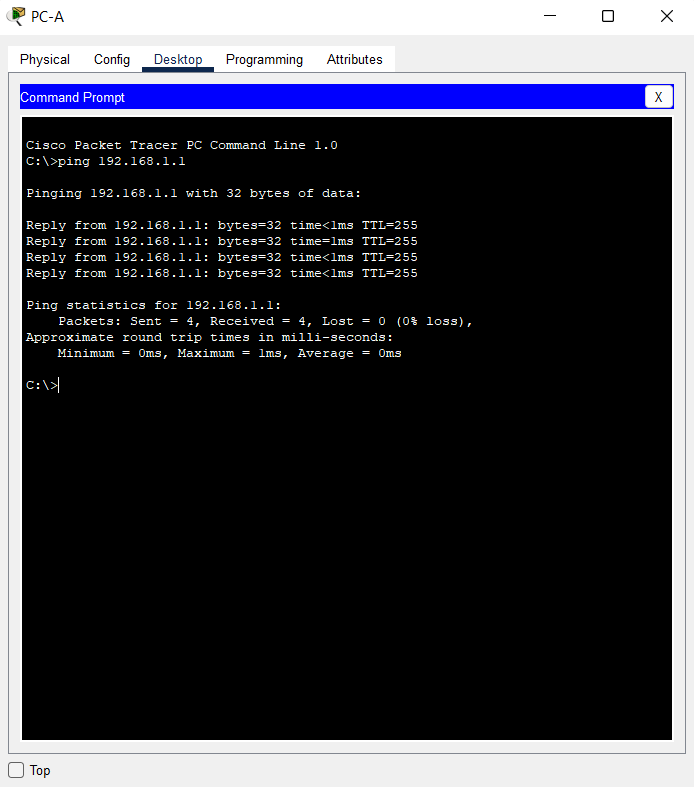 PC-A
Physical Config Desktop Programming Attributes
Command Prompt
X
Cisco Packet Tracer PC Command Line 1.0
C:\>ping 192.168.1.1
Pinging 192.168.1.1 with 32 bytes of data:
Reply from 192.168.1.1: bytes=32 time<1ms TTL=255
Reply from 192.168.1.1: bytes=32 time=1ms TTL=255
Reply from 192.168.1.1: bytes=32 time<1ms TTL=255
Reply from 192.168.1.1: bytes=32 time<1ms TTL=255
Ping statistics for 192.168.1.1:
Packets: Sent = 4, Received = 4, Lost = 0 (0% loss),
Approximate round trip times in milli-seconds:
Minimum = 0ms, Maximum = 1ms, Average = 0ms
C:\>
Top